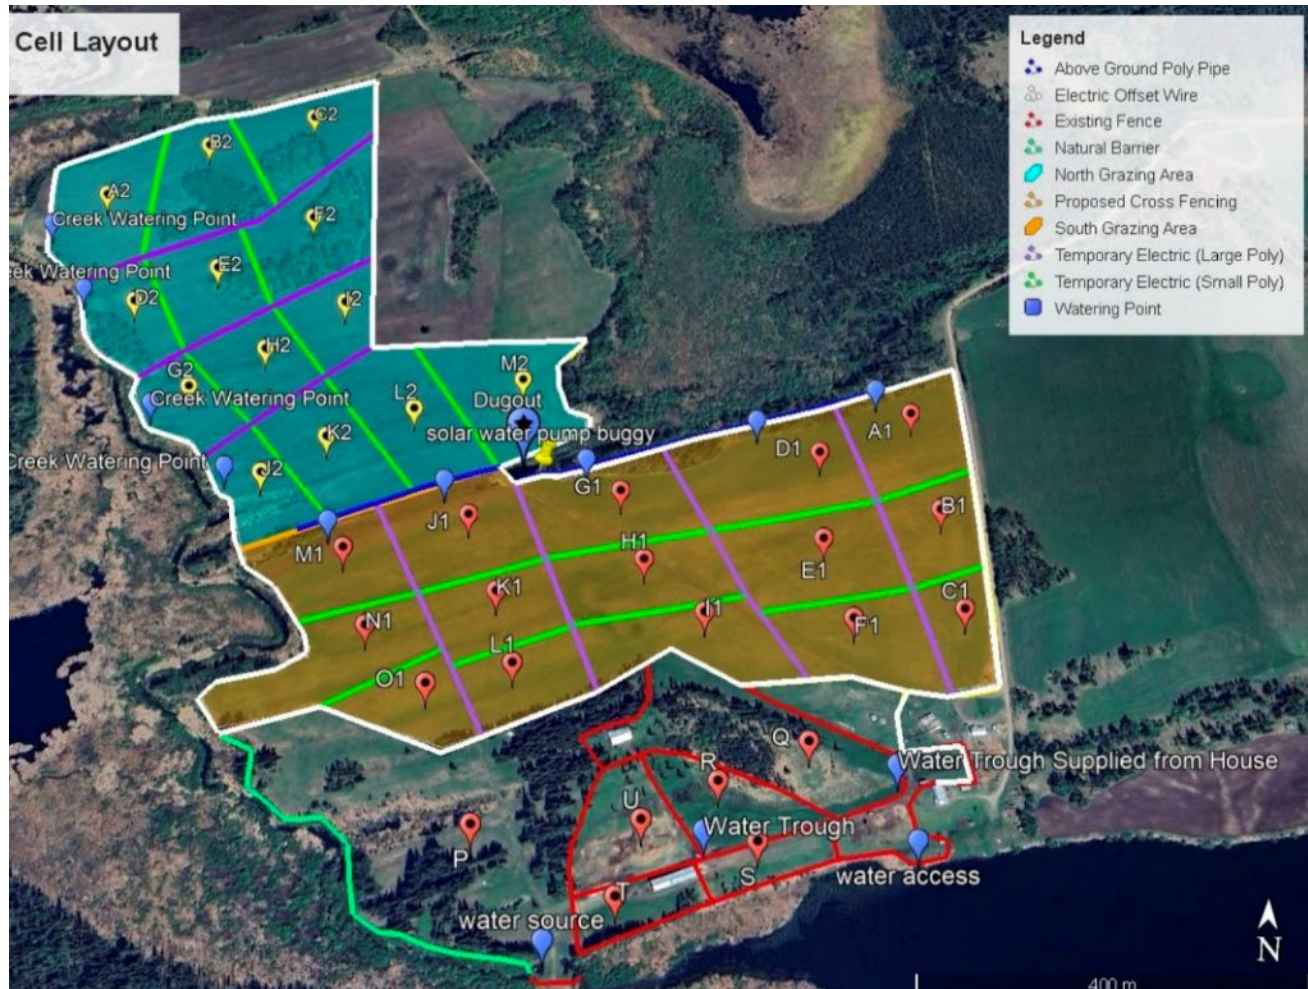 Cell Layout
Legend
Above Ground Poly Pipe
Electric Offset Wire
Existing Fence
Natural Barrier
North Grazing Area
Proposed Cross Fencing
South Grazing Area
Temporary Electric (Large Poly)
Temporary Electric (Small Poly)
Watering Point
C2
B2
A2
Creek Watering Point
F2
E2
eek Watering Point
D2
I2
H2
G2
M2
Creek Watering Point
L2
Dugout
solar water pump buggy
K2
Creek Watering Point
J2
A1
D1
G1
J1
B1
M1
H1
E1
K1
C1
I1
N1
F1
L1
O1
Q
Water Trough Supplied from House
R
U
Water Trough
P
S
water access
T
water source
N
400 m